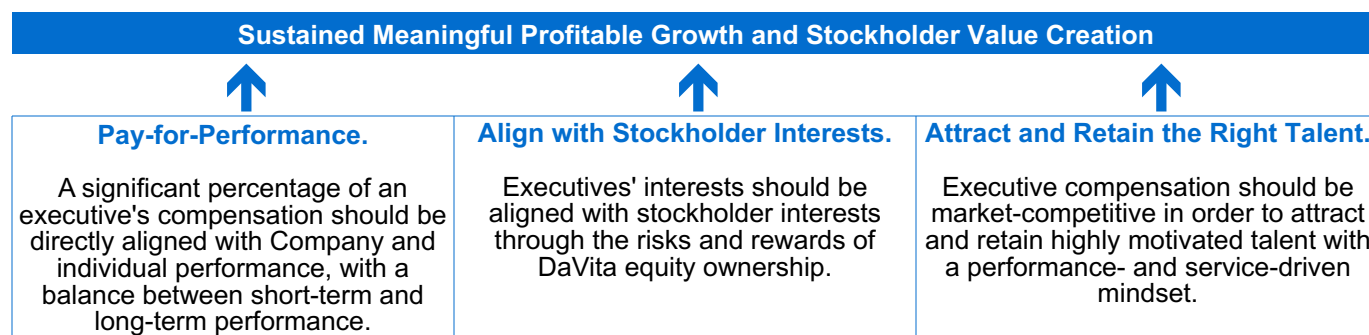 Sustained Meaningful Profitable Growth and Stockholder Value Creation
Pay-for-Performance.
A significant percentage of an
executive's compensation should be
directly aligned with Company and
individual performance, with a
balance between short-term and
long-term performance.
Align with Stockholder Interests.
Executives' interests should be
aligned with stockholder interests
through the risks and rewards of
DaVita equity ownership.
Attract and Retain the Right Talent.
Executive compensation should be
market-competitive in order to attract
and retain highly motivated talent with
a performance- and service-driven
mindset.